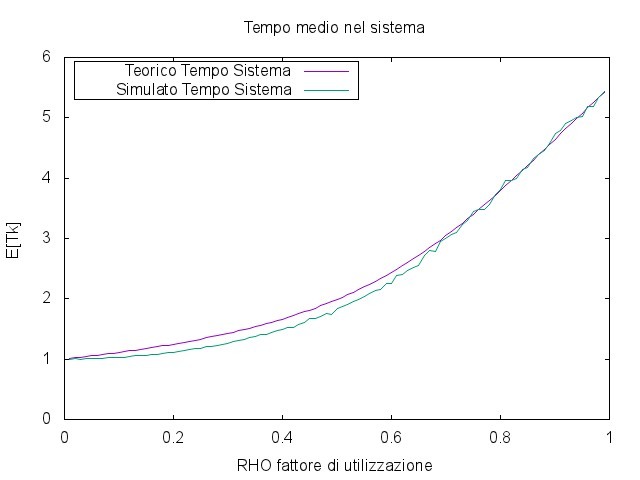 Tempo medio nel sistema
6
Teorico Tempo Sistema
Simulato Tempo Sistema
5
4
3
E[Tk]
2
1
0
0 0.2 0.4 0.6 0.8 1
RHO fattore di utilizzazione